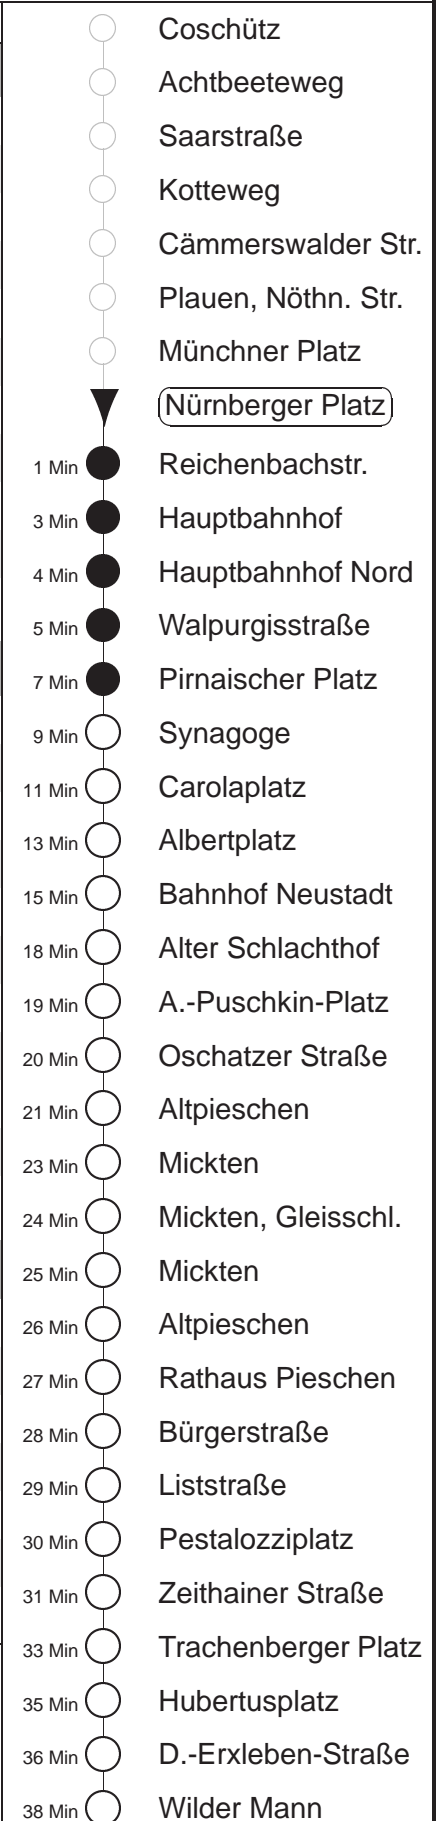 Coschütz
Achtbeeteweg
Saarstraße
Kotteweg
Cämmerswalder Str.
Plauen, Nöthn. Str.
Münchner Platz
Nürnberger Platz
1 Min Reichenbachstr.
3 Min Hauptbahnhof
4 Min Hauptbahnhof Nord
5 Min Walpurgisstraße
7 Min Pirnaischer Platz
9 Min Synagoge
11 Min Carolaplatz
13 Min Albertplatz
15 Min Bahnhof Neustadt
18 Min Alter Schlachthof
19 Min A.-Puschkin-Platz
20 Min Oschatzer Straße
21 Min Altpieschen
23 Min Mickten
24 Min Mickten, Gleisschl.
25 Min Mickten
26 Min Altpieschen
27 Min Rathaus Pieschen
28 Min Bürgerstraße
29 Min Liststraße
30 Min Pestalozziplatz
31 Min Zeithainer Straße
33 Min Trachenberger Platz
35 Min Hubertusplatz
36 Min D.-Erxleben-Straße
38 Min Wilder Mann